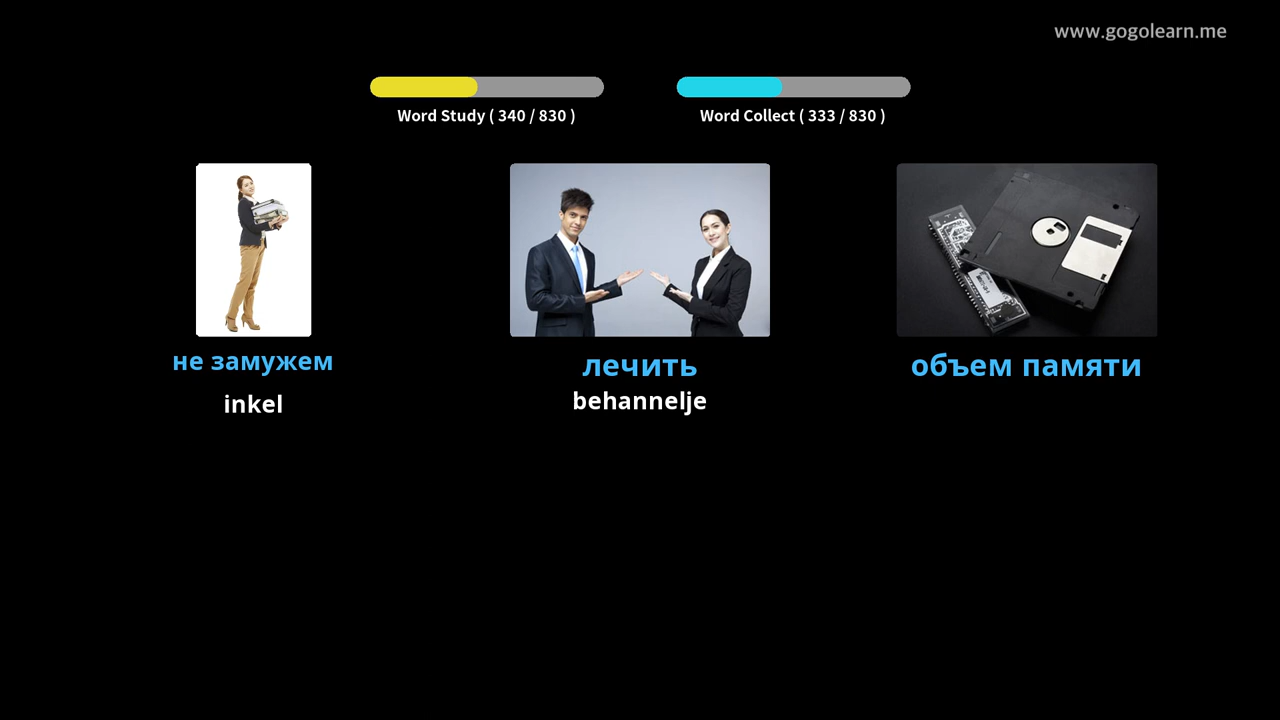 www.gogolearn.me
Word Study ( 340 / 830 )
Word Collect ( 333 / 830 )
не замужем
inkel
лечить
behannelje
объем памяти